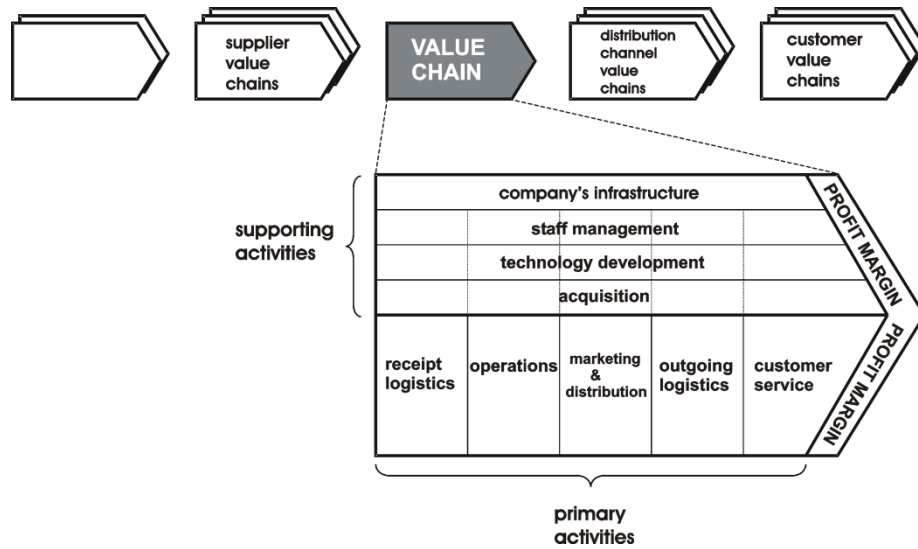 supplier
value
chains
VALUE
CHAIN
distribution
channel
value
chains
customer
value
chains
supporting
activities
company's infrastructure
staff management
technology development
acquisition
PROFIT MARGIN
receipt
logistics
operations
marketing
&
distribution
outgoing
logistics
customer
service
PROFIT MARGIN
primary
activities